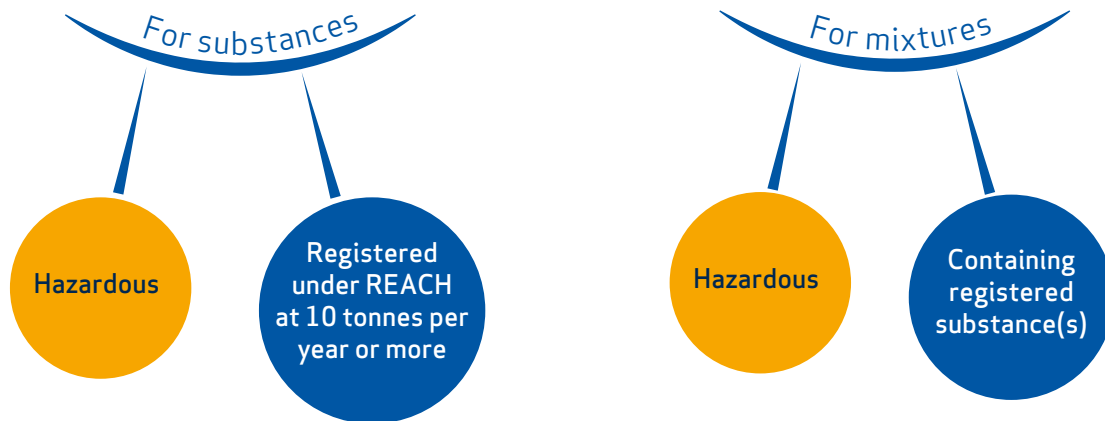 For substances
Hazardous
Registered
under REACH
at 10 tonnes per
year or more
For mixtures
Hazardous
Containing
registered
substance(s)